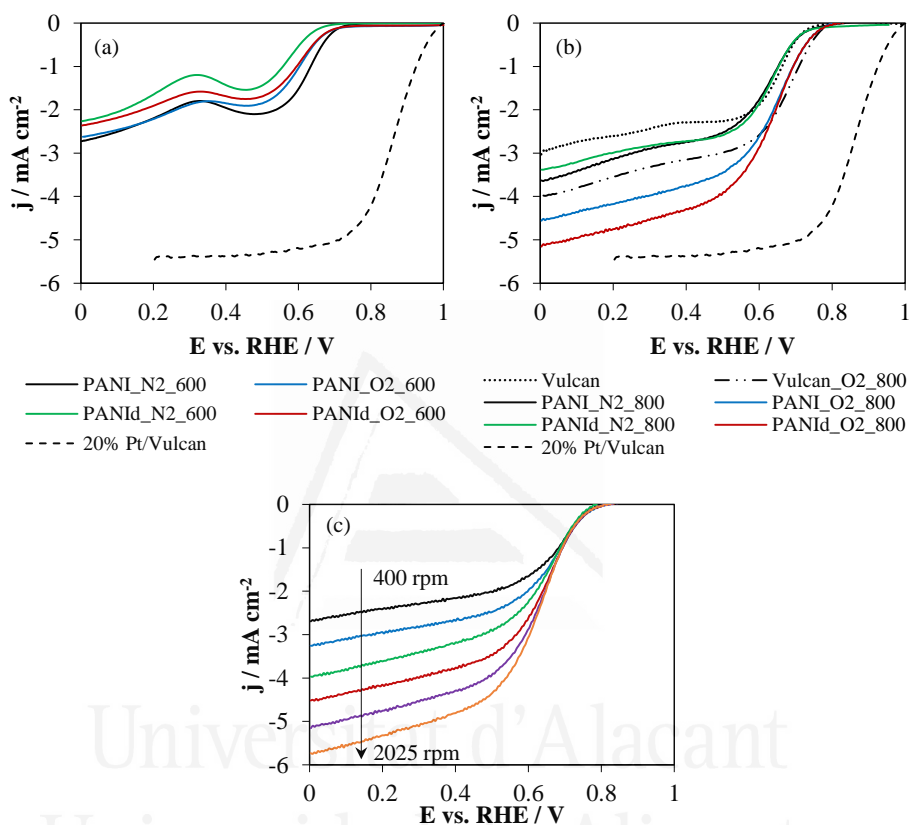 (a)
0
-1
-2
-3
-4
-5
-6
j / mA cm-2
0 0.2 0.4 0.6 0.8 1
E vs. RHE / V
PANI_N2_600 PANI_O2_600
PANId_N2_600 PANId_O2_600
20% Pt/Vulcan
(b)
0
-1
-2
-3
-4
-5
-6
j / mA cm-2
0 0.2 0.4 0.6 0.8 1
E vs. RHE / V
Vulcan Vulcan_O2_800
PANI_N2_800 PANI_O2_800
PANId_N2_800 PANId_O2_800
20% Pt/Vulcan
(c)
0
-1
-2
-3
-4
-5
-6
j / mA cm-2
400 rpm
2025 rpm
0 0.2 0.4 0.6 0.8 1
E vs. RHE / V
Universitat d'Alacant